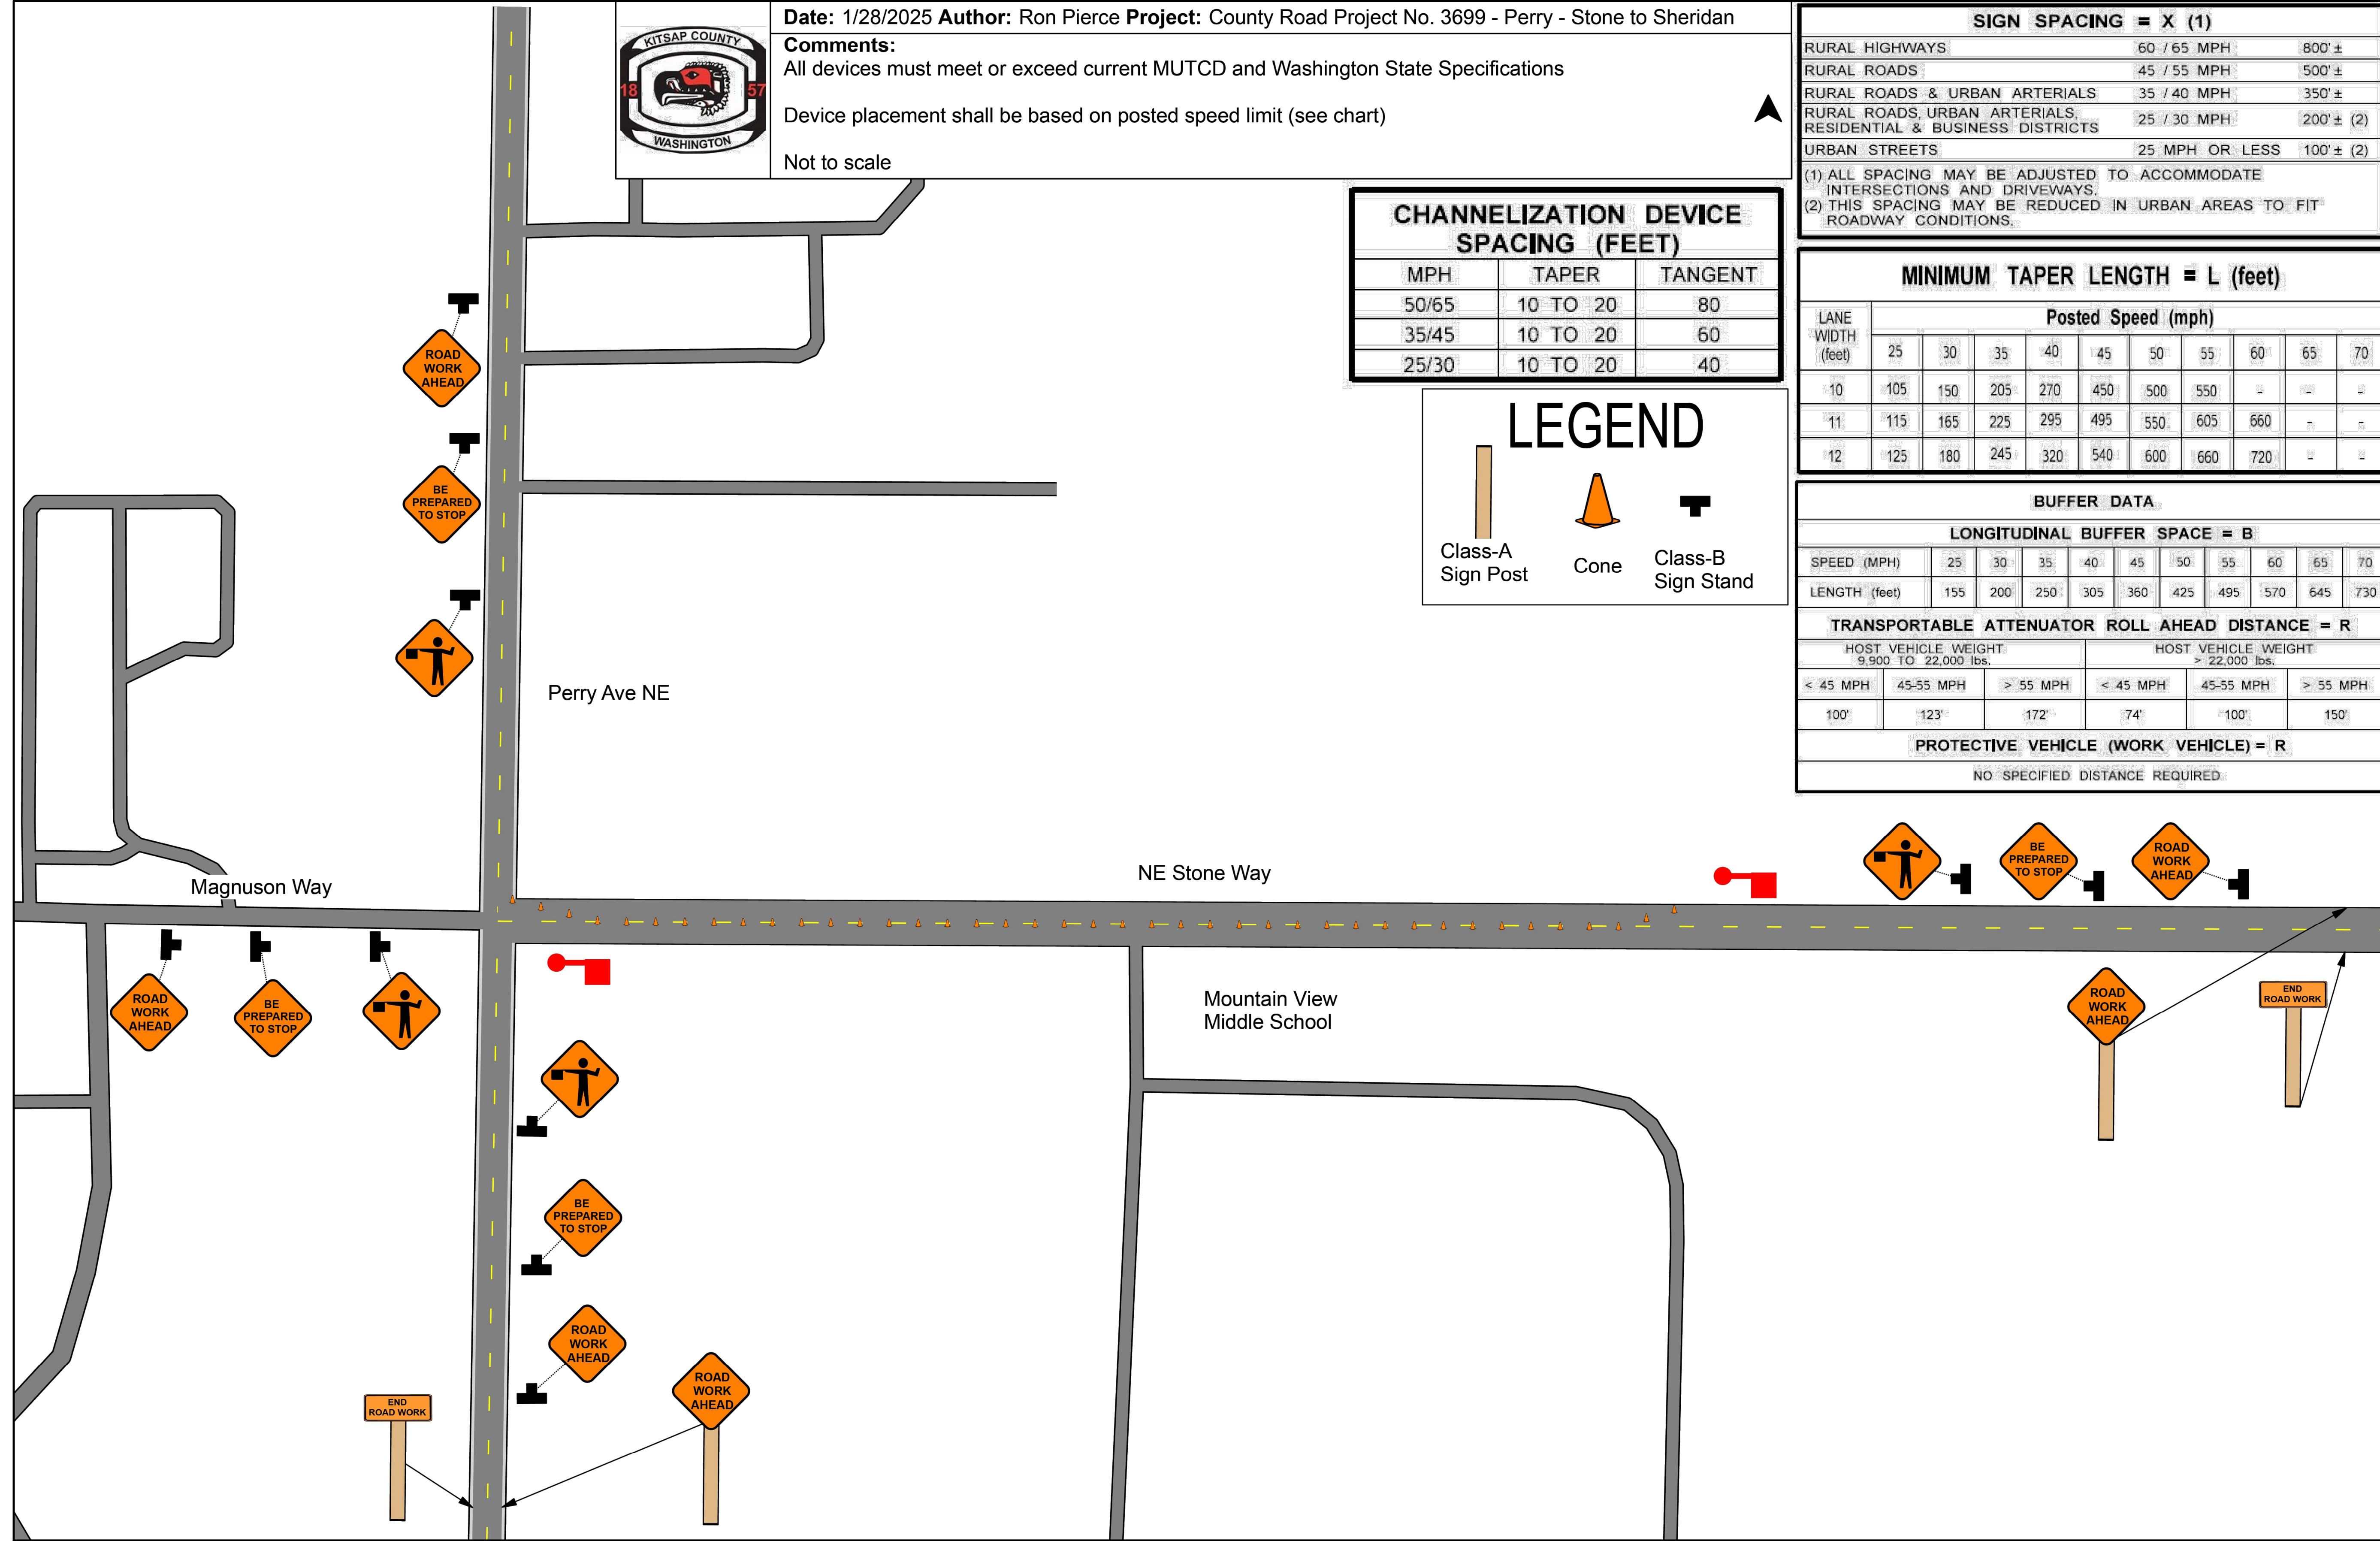 KITSAP COUNTY
18 57
WASHINGTON
Date: 1/28/2025 Author: Ron Pierce Project: County Road Project No. 3699 - Perry - Stone to Sheridan
Comments:
All devices must meet or exceed current MUTCD and Washington State Specifications
Device placement shall be based on posted speed limit (see chart)
Not to scale
SIGN SPACING = X (1)
RURAL HIGHWAYS 60 / 65 MPH 800'±
RURAL ROADS 45 / 55 MPH 500'±
RURAL ROADS & URBAN ARTERIALS 35 / 40 MPH 350'±
RURAL ROADS, URBAN ARTERIALS,
RESIDENTIAL & BUSINESS DISTRICTS 25 / 30 MPH 200'± (2)
URBAN STREETS 25 MPH OR LESS 100'± (2)
(1) ALL SPACING MAY BE ADJUSTED TO ACCOMMODATE
INTERSECTIONS AND DRIVEWAYS.
(2) THIS SPACING MAY BE REDUCED IN URBAN AREAS TO FIT
ROADWAY CONDITIONS.
CHANNELIZATION DEVICE
SPACING (FEET)
MPH TAPER TANGENT
50/65 10 TO 20 80
35/45 10 TO 20 60
25/30 10 TO 20 40
MINIMUM TAPER LENGTH = L (feet)
LANE
WIDTH
(feet)
Posted Speed (mph)
25 30 35 40 45 50 55 60 65 70
10 105 150 205 270 450 500 550 - - -
11 115 165 225 295 495 550 605 660 - -
12 125 180 245 320 540 600 660 720 - -
LEGEND
Class-A
Sign Post
Cone
Class-B
Sign Stand
BUFFER DATA
LONGITUDINAL BUFFER SPACE = B
SPEED (MPH) 25 30 35 40 45 50 55 60 65 70
LENGTH (feet) 155 200 250 305 360 425 495 570 645 730
TRANSPORTABLE ATTENUATOR ROLL AHEAD DISTANCE = R
HOST VEHICLE WEIGHT
9,900 TO 22,000 lbs.
HOST VEHICLE WEIGHT
> 22,000 lbs.
< 45 MPH 45-55 MPH > 55 MPH < 45 MPH 45-55 MPH > 55 MPH
100' 123' 172' 74' 100' 150'
PROTECTIVE VEHICLE (WORK VEHICLE) = R
NO SPECIFIED DISTANCE REQUIRED
ROAD
WORK
AHEAD
BE
PREPARED
TO STOP
Perry Ave NE
Magnuson Way
NE Stone Way
BE
PREPARED
TO STOP
ROAD
WORK
AHEAD
ROAD
WORK
AHEAD
BE
PREPARED
TO STOP
Mountain View
Middle School
ROAD
WORK
AHEAD
END
ROAD WORK
BE
PREPARED
TO STOP
ROAD
WORK
AHEAD
END
ROAD WORK
ROAD
WORK
AHEAD